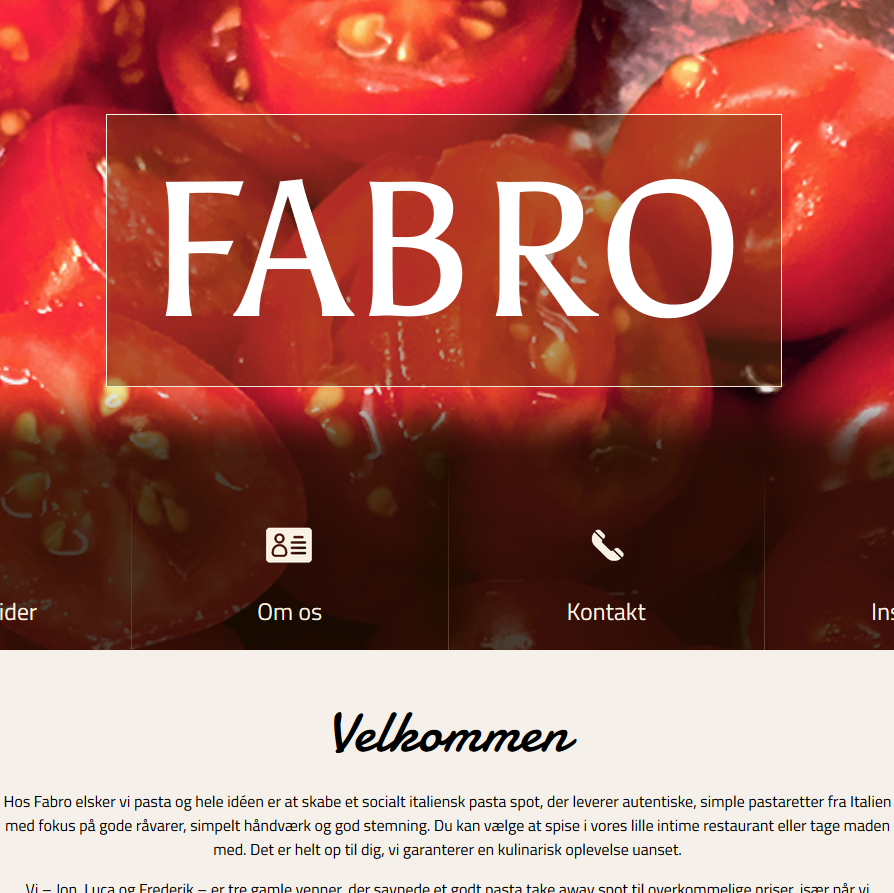 FABRO
ider
Om os
Kontakt
Ins
Velkommen
Hos Fabro elsker vi pasta og hele idéen er at skabe et socialt italiensk pasta spot, der leverer autentiske, simple pastaretter fra Italien
med fokus på gode råvarer, simpelt håndværk og god stemning. Du kan vælge at spise i vores lille intime restaurant eller tage maden
med. Det er helt op til dig, vi garanterer en kulinarisk oplevelse uanset.
Vi – Jon, Luca og Frederik – er tre gamle venner, der savnede et godt pasta take away spot til overkommelige priser, især når vi